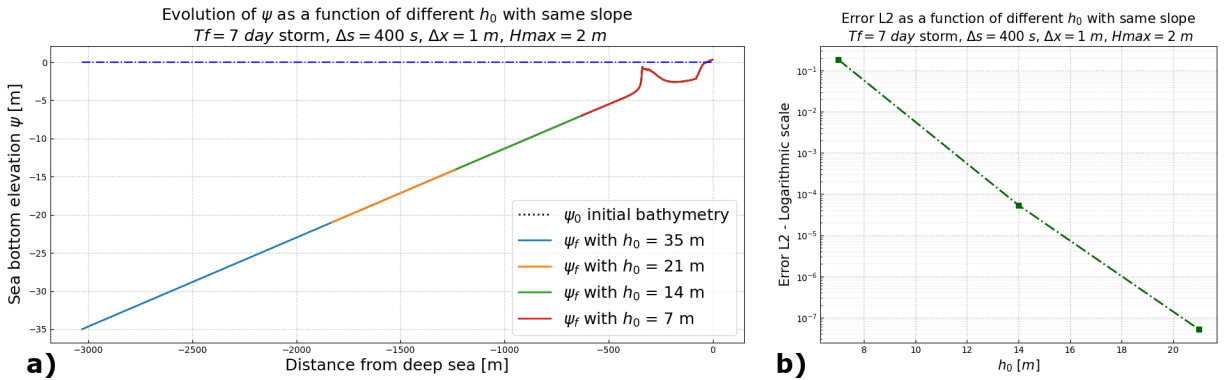 Evolution of ψ as a function of different h₀ with same slope
Tf = 7 day storm, Δs = 400 s, Δx = 1 m, Hmax = 2 m
Sea bottom elevation ψ [m]
0
−5
−10
−15
−20
−25
−30
−35
ψ₀ initial bathymetry
ψf with h₀ = 35 m
ψf with h₀ = 21 m
ψf with h₀ = 14 m
ψf with h₀ = 7 m
−3000 −2500 −2000 −1500 −1000 −500 0
Distance from deep sea [m]
a)
Error L2 as a function of different h₀ with same slope
Tf = 7 day storm, Δs = 400 s, Δx = 1 m, Hmax = 2 m
Error L2 - Logarithmic scale
10⁻¹
10⁻²
10⁻³
10⁻⁴
10⁻⁵
10⁻⁶
10⁻⁷
8 10 12 14 16 18 20
h₀ [m]
b)